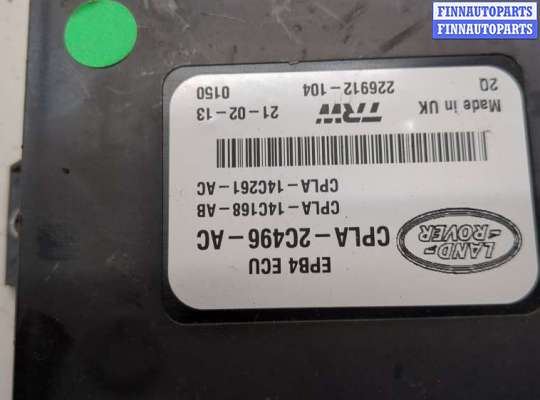 FINNAUTOPARTS
FINNAUTOPARTS
EPB4 ECU
LAND-
-ROVER
CPLA-2C496-AC
CPLA-14C168-AB
CPLA-14C261-AC
Made in UK
TRW
21-02-13
2Q
226912-104
0150